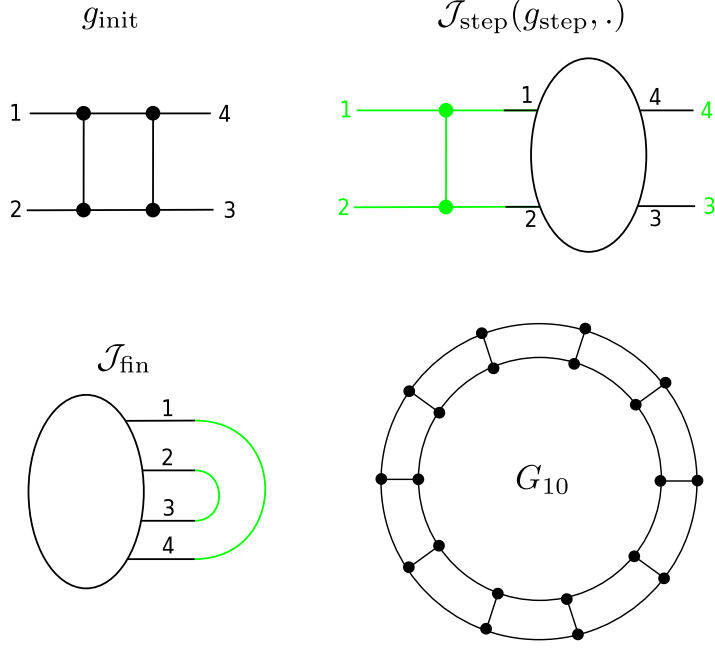 g_init
𝒥_step(g_step, .)
1 4
2 3
1 1 4 4
2 2 3 3
𝒥_fin
1
2
3
4
G_10